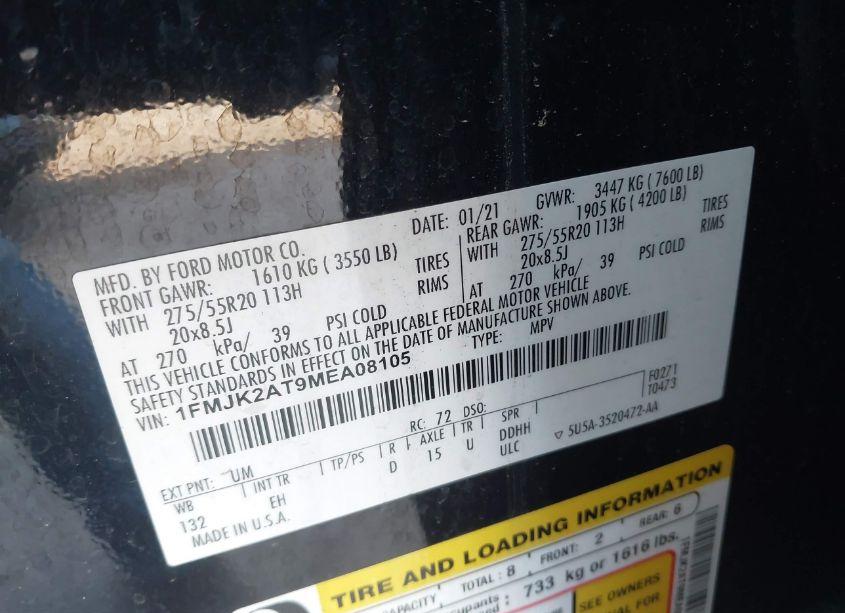 MFD. BY FORD MOTOR CO.
DATE: 01/21 GVWR: 3447 KG ( 7600 LB)
FRONT GAWR: 1610 KG ( 3550 LB)
REAR GAWR: 1905 KG ( 4200 LB)
WITH 275/55R20 113H TIRES
WITH 275/55R20 113H TIRES
20x8.5J RIMS
20x8.5J RIMS
AT 270 kPa/ 39 PSI COLD
AT 270 kPa/ 39 PSI COLD
THIS VEHICLE CONFORMS TO ALL APPLICABLE FEDERAL MOTOR VEHICLE
SAFETY STANDARDS IN EFFECT ON THE DATE OF MANUFACTURE SHOWN ABOVE.
VIN: 1FMJK2AT9MEA08105 TYPE: MPV
F0271
T0473
EXT PNT: UM RC: 72 DSO:
WB INT TR TP/PS R AXLE TR SPR
132 EH D 15 U DDHH
ULC
▽ 5U5A-3520472-AA
MADE IN U.S.A.
TIRE AND LOADING INFORMATION
CAPACITY TOTAL : 8 FRONT: 2 REAR: 6
733 kg or 1616 lbs.
SEE OWNERS
MANUAL FOR